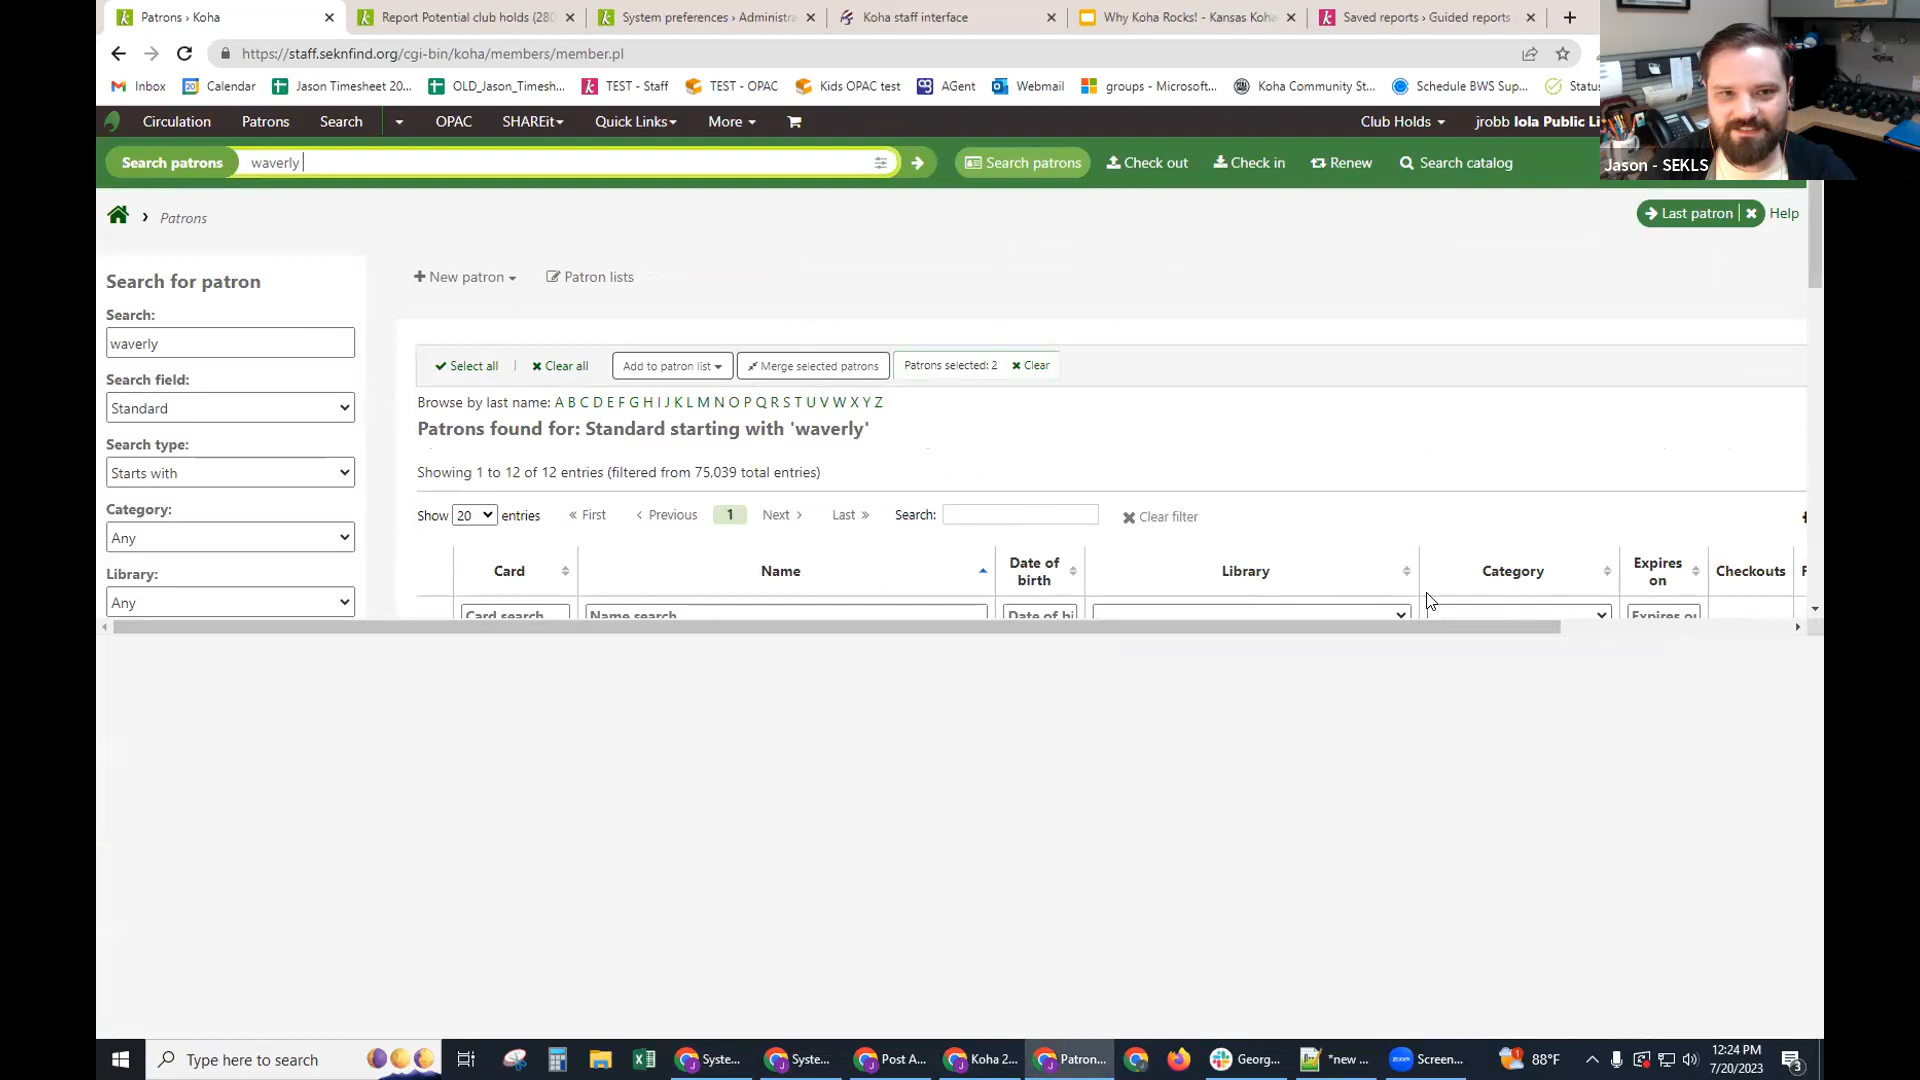 Patrons › Koha
Report Potential club holds (280
System preferences › Administra
Koha staff interface
Why Koha Rocks! - Kansas Koha
Saved reports › Guided reports
https://staff.seknfind.org/cgi-bin/koha/members/member.pl
Inbox Calendar Jason Timesheet 20... OLD_Jason_Timesh... TEST - Staff TEST - OPAC Kids OPAC test AGent Webmail groups - Microsoft... Koha Community St... Schedule BWS Sup... Statu
Circulation Patrons Search OPAC SHAREit Quick Links More Club Holds jrobb Iola Public Li
Search patrons waverly Search patrons Check out Check in Renew Search catalog
Jason - SEKLS
Patrons
Last patron Help
Search for patron
New patron Patron lists
Search:
waverly
Search field:
Standard
Search type:
Starts with
Category:
Any
Library:
Any
Select all Clear all Add to patron list Merge selected patrons Patrons selected: 2 Clear
Browse by last name: A B C D E F G H I J K L M N O P Q R S T U V W X Y Z
Patrons found for: Standard starting with 'waverly'
Showing 1 to 12 of 12 entries (filtered from 75,039 total entries)
Show 20 entries « First ‹ Previous 1 Next › Last » Search: Clear filter
Card Name Date of birth Library Category Expires on Checkouts F
Card search Name search Date of bi Expires o
Type here to search
Syste... Syste... Post A... Koha 2... Patron... Georg... *new ... zoom Screen...
88°F
12:24 PM
7/20/2023
3